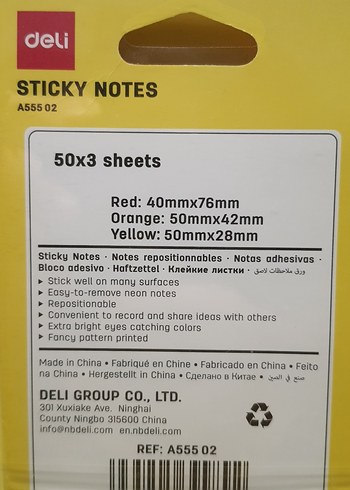 deli
STICKY NOTES
A555 02
50x3 sheets
Red: 40mmx76mm
Orange: 50mmx42mm
Yellow: 50mmx28mm
Sticky Notes · Notes repositionnables · Notas adhesivas ·
Bloco adesivo · Haftzettel · Клейкие листки · ورق ملاحظات لاصق
▶ Stick well on many surfaces
▶ Easy-to-remove neon notes
▶ Repositionable
▶ Convenient to record and share ideas with others
▶ Extra bright eyes catching colors
▶ Fancy pattern printed
Made in China • Fabriqué en Chine • Fabricado en China • Feito
na China • Hergestellt in China • Сделано в Китае • صنع في الصين
DELI GROUP CO., LTD.
301 Xuxiake Ave. Ninghai
County Ningbo 315600 China
info@nbdeli.com en.nbdeli.com
REF: A555 02